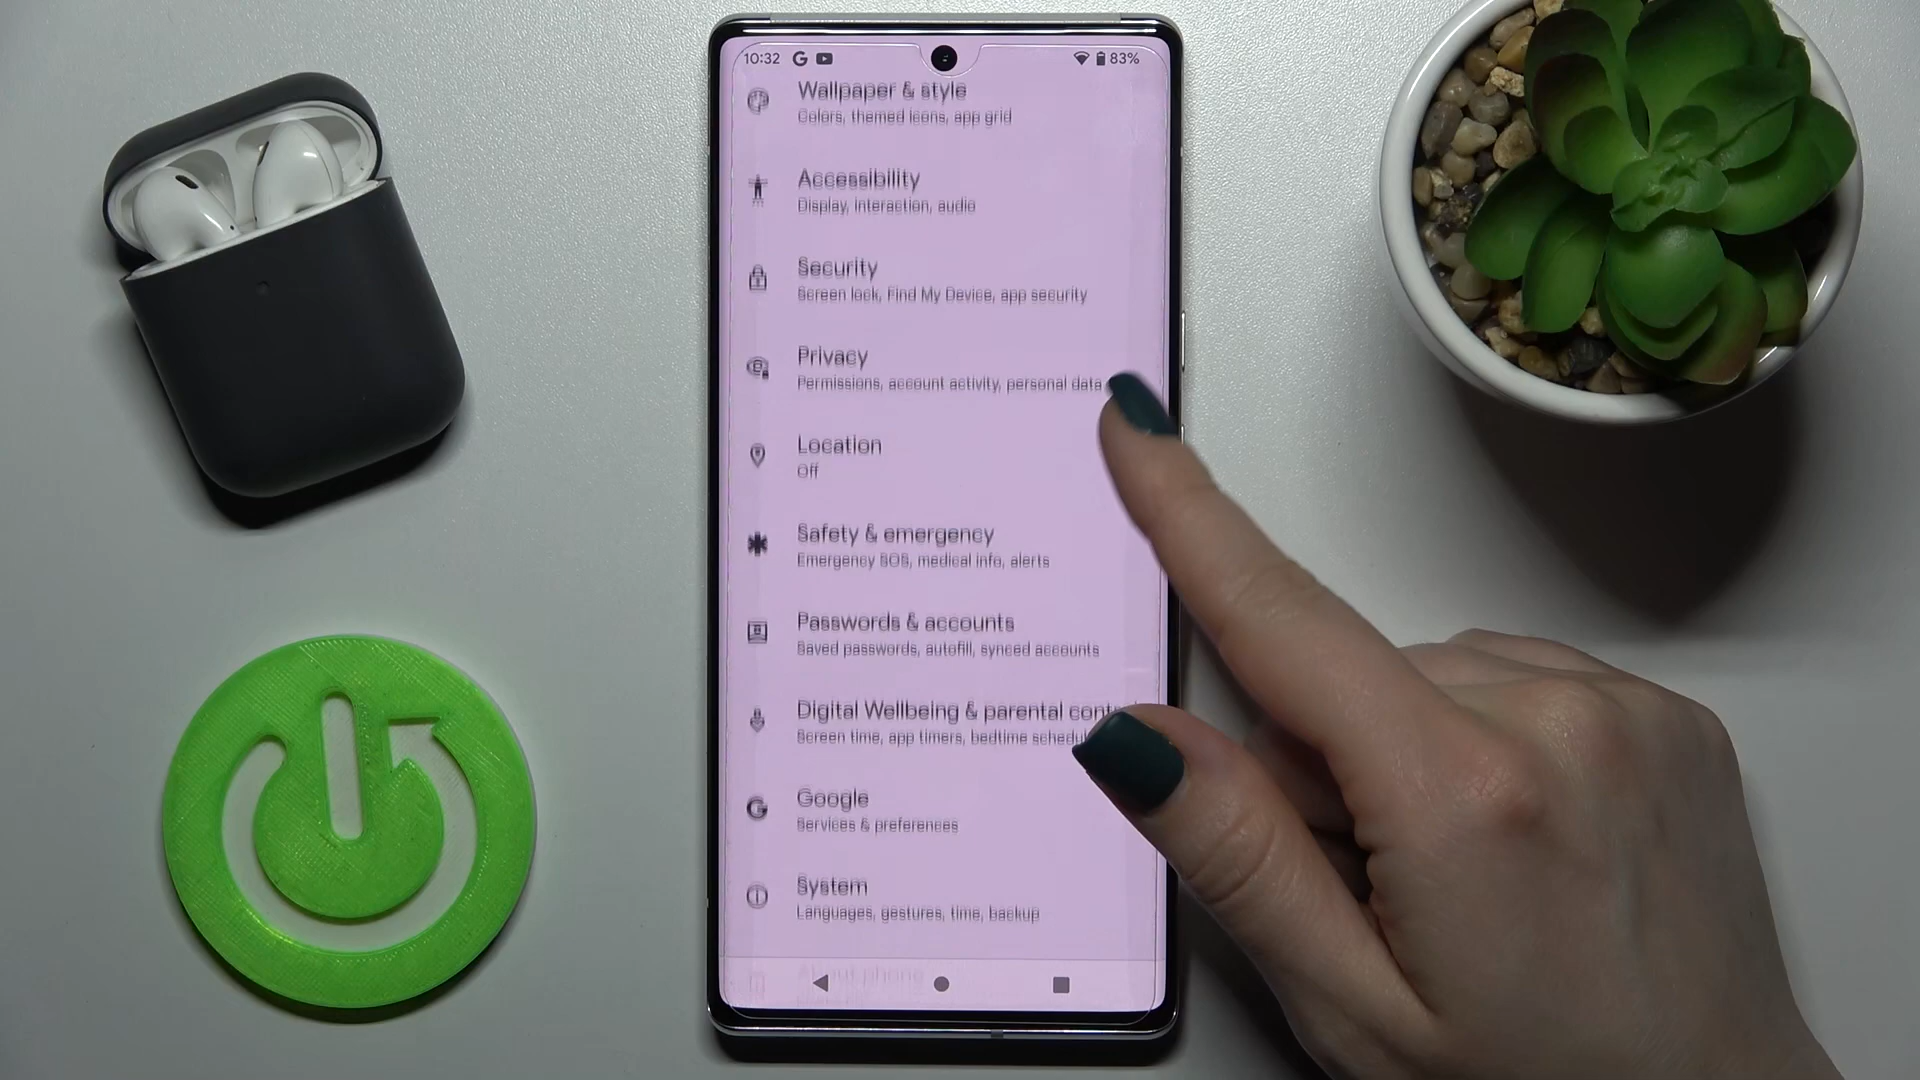 10:32 83%
Wallpaper & style
Colors, themed icons, app grid
Accessibility
Display, interaction, audio
Security
Screen lock, Find My Device, app security
Privacy
Permissions, account activity, personal data
Location
Off
Safety & emergency
Emergency SOS, medical info, alerts
Passwords & accounts
Saved passwords, autofill, synced accounts
Digital Wellbeing & parental
Screen time, app timers, bedtime
Google
Services & preferences
System
Languages, gestures, time, backup
About phone